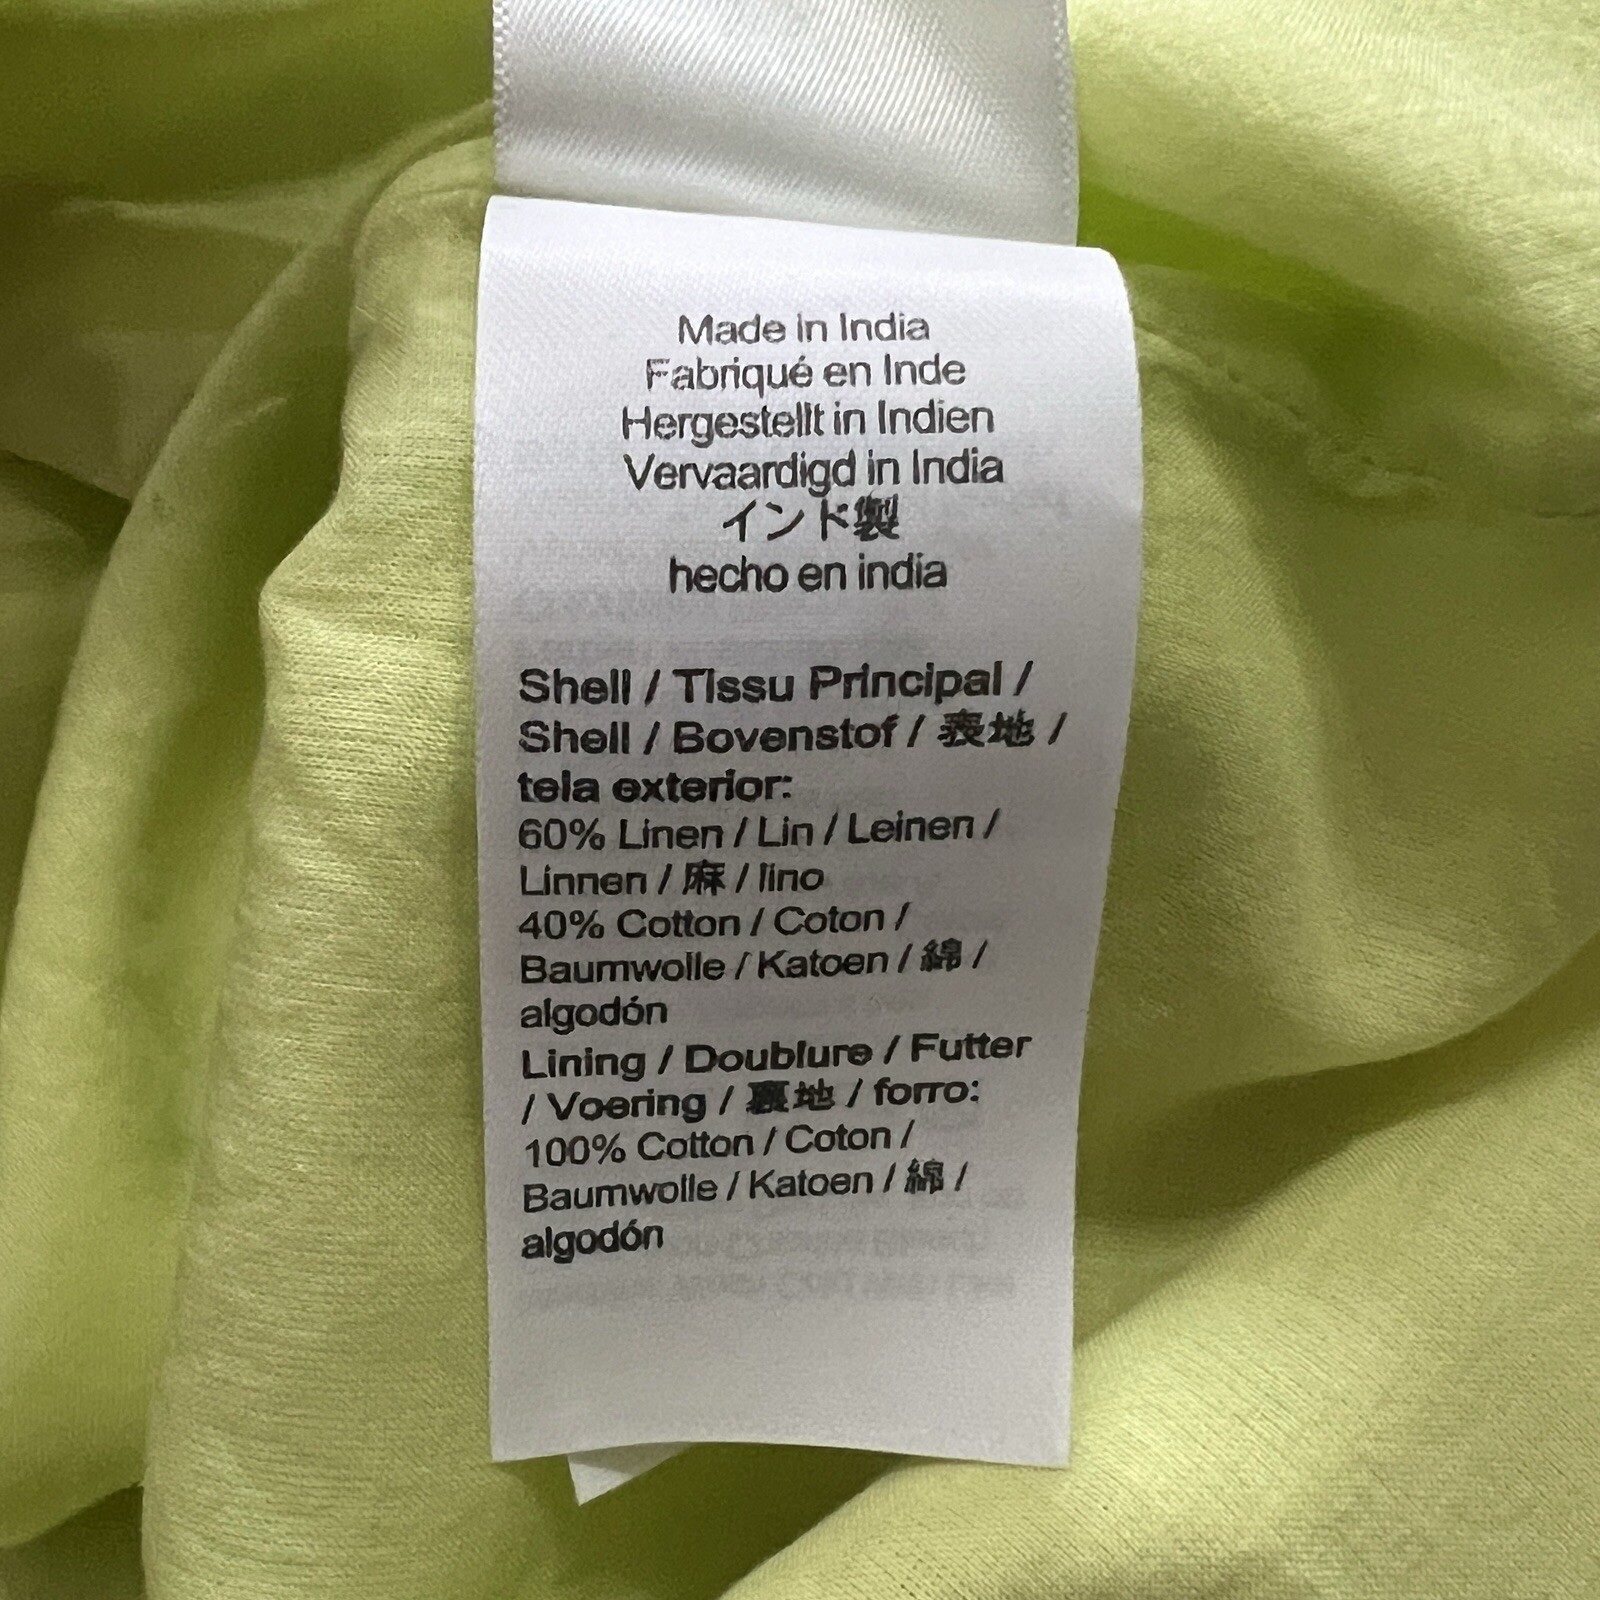 Made in India
Fabriqué en Inde
Hergestellt in Indien
Vervaardigd in India
インド製
hecho en india
Shell / Tissu Principal /
Shell / Bovenstof / 表地 /
tela exterior:
60% Linen / Lin / Leinen /
Linnen / 麻 / lino
40% Cotton / Coton /
Baumwolle / Katoen / 綿 /
algodón
Lining / Doublure / Futter
/ Voering / 裏地 / forro:
100% Cotton / Coton /
Baumwolle / Katoen / 綿 /
algodón